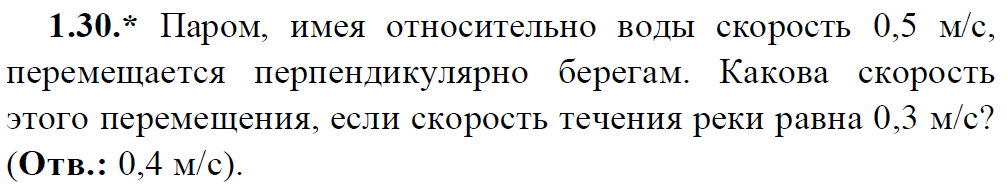 1.30.* Паром, имея относительно воды скорость 0,5 м/с,
перемещается перпендикулярно берегам. Какова скорость
этого перемещения, если скорость течения реки равна 0,3 м/с?
(Отв.: 0,4 м/с).